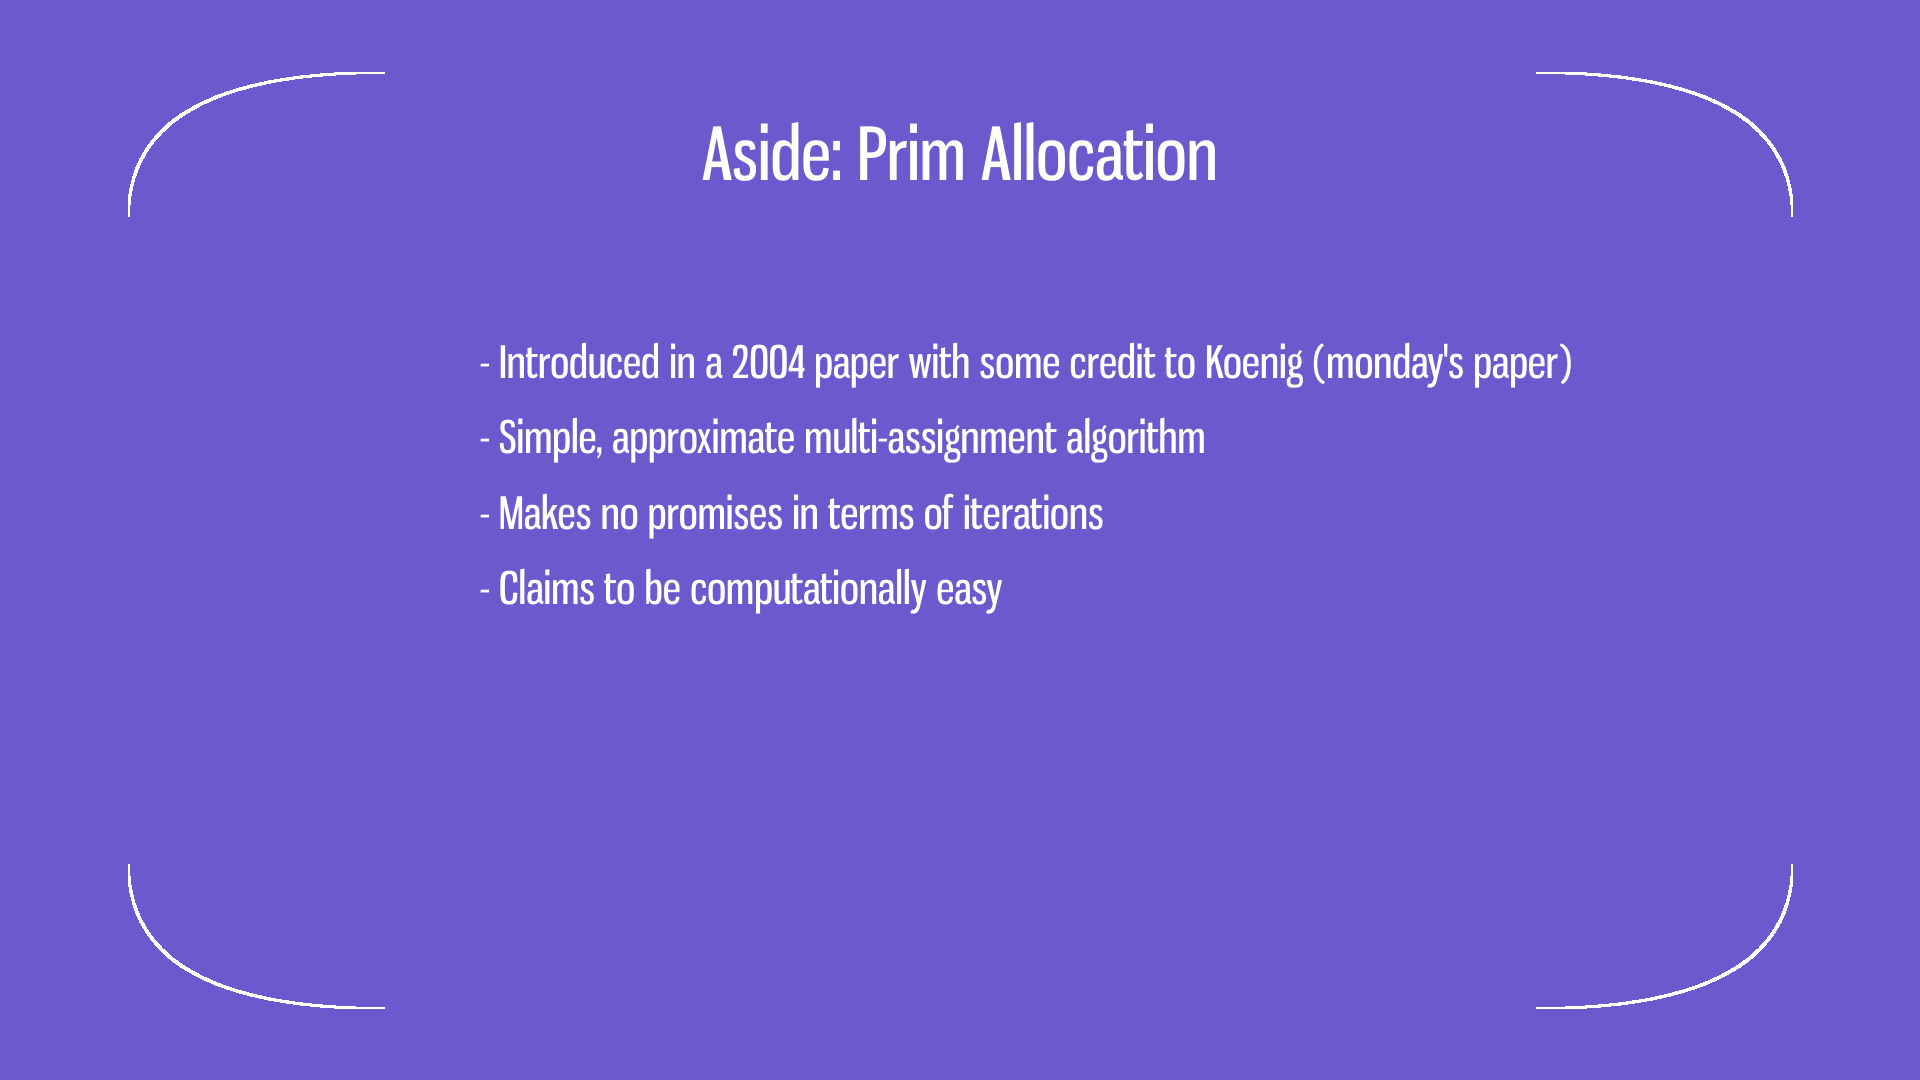 Aside: Prim Allocation
- Introduced in a 2004 paper with some credit to Koenig (monday's paper)
- Simple, approximate multi-assignment algorithm
- Makes no promises in terms of iterations
- Claims to be computationally easy